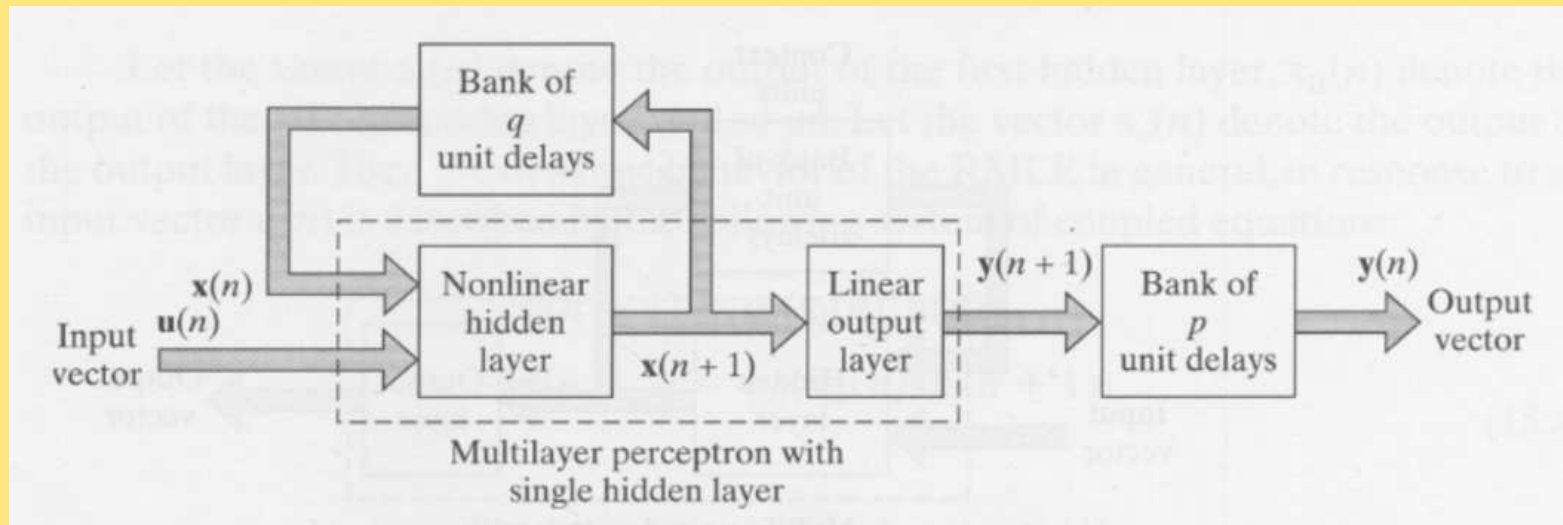 Bank of
q
unit delays
x(n)
Input
vector
u(n)
Nonlinear
hidden
layer
x(n + 1)
Linear
output
layer
y(n + 1)
Bank of
p
unit delays
y(n)
Output
vector
Multilayer perceptron with
single hidden layer